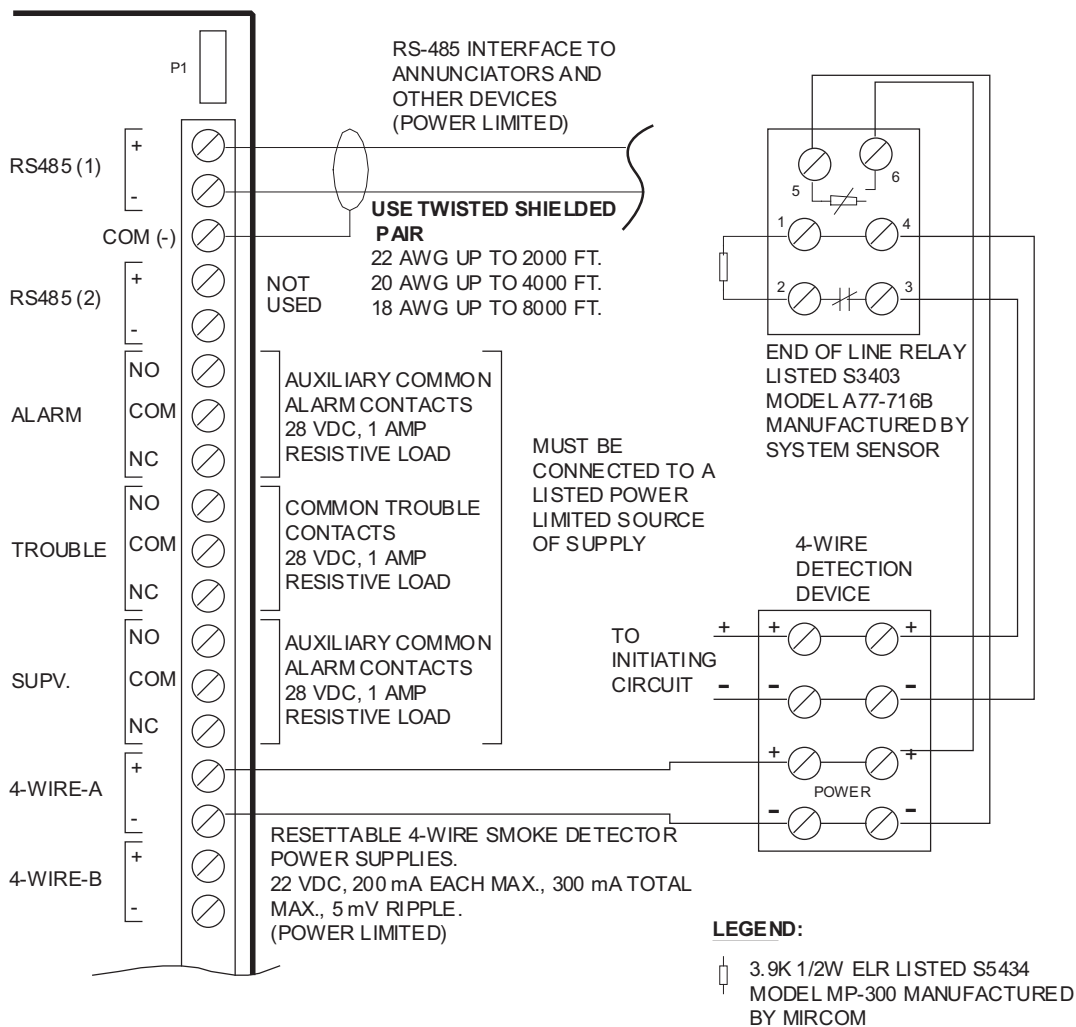 P1
RS-485 INTERFACE TO
ANNUNCIATORS AND
OTHER DEVICES
(POWER LIMITED)
RS485 (1)
+
-
COM (-)
USE TWISTED SHIELDED
PAIR
22 AWG UP TO 2000 FT.
20 AWG UP TO 4000 FT.
18 AWG UP TO 8000 FT.
RS485 (2)
+
-
NOT
USED
ALARM
NO
COM
NC
AUXILIARY COMMON
ALARM CONTACTS
28 VDC, 1 AMP
RESISTIVE LOAD
TROUBLE
NO
COM
NC
COMMON TROUBLE
CONTACTS
28 VDC, 1 AMP
RESISTIVE LOAD
SUPV.
NO
COM
NC
AUXILIARY COMMON
ALARM CONTACTS
28 VDC, 1 AMP
RESISTIVE LOAD
MUST BE
CONNECTED TO A
LISTED POWER
LIMITED SOURCE
OF SUPPLY
4-WIRE-A
+
-
4-WIRE-B
+
-
RESETTABLE 4-WIRE SMOKE DETECTOR
POWER SUPPLIES.
22 VDC, 200 mA EACH MAX., 300 mA TOTAL
MAX., 5 mV RIPPLE.
(POWER LIMITED)
5
6
1
4
2
3
END OF LINE RELAY
LISTED S3403
MODEL A77-716B
MANUFACTURED BY
SYSTEM SENSOR
4-WIRE
DETECTION
DEVICE
TO
INITIATING
CIRCUIT
+ + +
- - -
+ +
POWER
- -
LEGEND:
3.9K 1/2W ELR LISTED S5434
MODEL MP-300 MANUFACTURED
BY MIRCOM